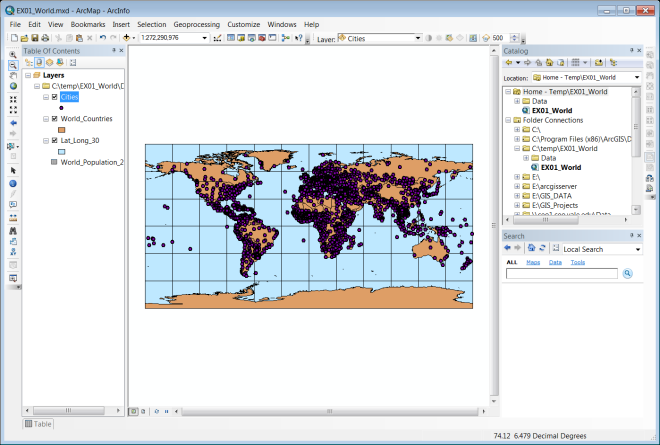 EX01_World.mxd - ArcMap - ArcInfo
File Edit View Bookmarks Insert Selection Geoprocessing Customize Windows Help
1:272,290,976
Layer: Cities
500
Table Of Contents
Layers
C:\temp\EX01_World\D
Cities
World_Countries
Lat_Long_30
World_Population_2
Table
Catalog
Location: Home - Temp\EX01_World
Home - Temp\EX01_World
Data
EX01_World
Folder Connections
C:\
C:\Program Files (x86)\ArcGIS\D
C:\temp\EX01_World
Data
EX01_World
E:\
E:\arcgisserver
E:\GIS_DATA
E:\GIS_Projects
Search
Local Search
ALL Maps Data Tools
74.12 6.479 Decimal Degrees